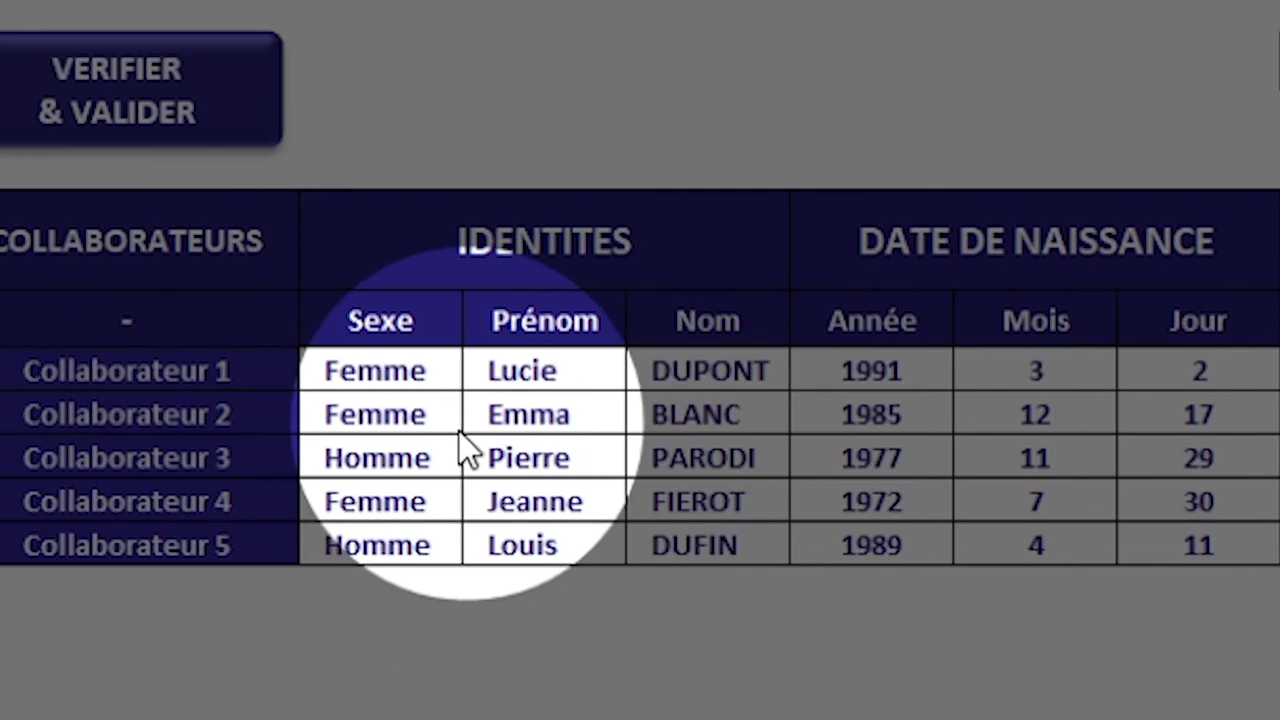 VERIFIER
& VALIDER
COLLABORATEURS IDENTITES DATE DE NAISSANCE
- Sexe Prénom Nom Année Mois Jour
Collaborateur 1 Femme Lucie DUPONT 1991 3 2
Collaborateur 2 Femme Emma BLANC 1985 12 17
Collaborateur 3 Homme Pierre PARODI 1977 11 29
Collaborateur 4 Femme Jeanne FIEROT 1972 7 30
Collaborateur 5 Homme Louis DUFIN 1989 4 11